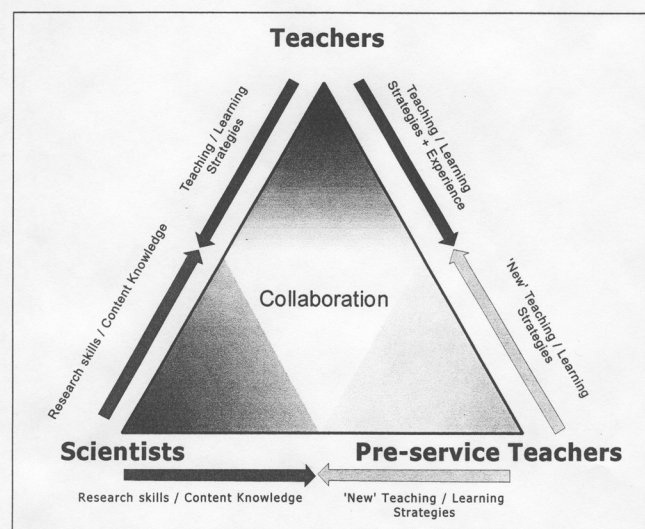 Teachers
Teaching / Learning
Strategies
Teaching / Learning
Strategies + Experience
Research skills / Content Knowledge
'New' Teaching / Learning
Strategies
Collaboration
Scientists
Pre-service Teachers
Research skills / Content Knowledge
'New' Teaching / Learning
Strategies